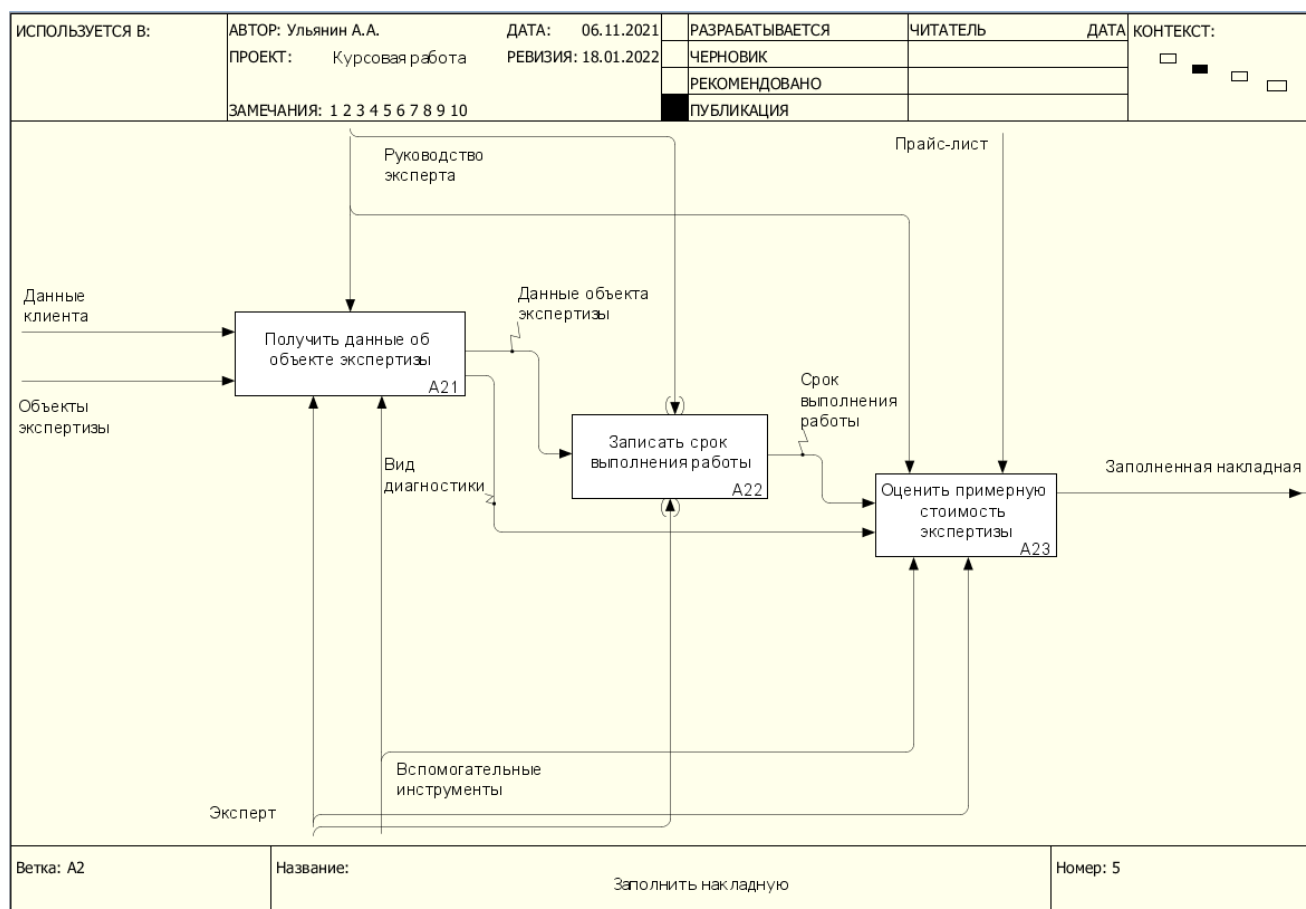 ИСПОЛЬЗУЕТСЯ В:
АВТОР: Ульянин А.А.
ДАТА: 06.11.2021
ПРОЕКТ: Курсовая работа
РЕВИЗИЯ: 18.01.2022
ЗАМЕЧАНИЯ: 1 2 3 4 5 6 7 8 9 10
РАЗРАБАТЫВАЕТСЯ
ЧЕРНОВИК
РЕКОМЕНДОВАНО
ПУБЛИКАЦИЯ
ЧИТАТЕЛЬ
ДАТА
КОНТЕКСТ:
Руководство
эксперта
Прайс-лист
Данные
клиента
Объекты
экспертизы
Получить данные об
объекте экспертизы
A21
Данные объекта
экспертизы
Вид
диагностики
Записать срок
выполнения работы
A22
Срок
выполнения
работы
Оценить примерную
стоимость
экспертизы
A23
Заполненная накладная
Вспомогательные
инструменты
Эксперт
Ветка: A2
Название:
Заполнить накладную
Номер: 5